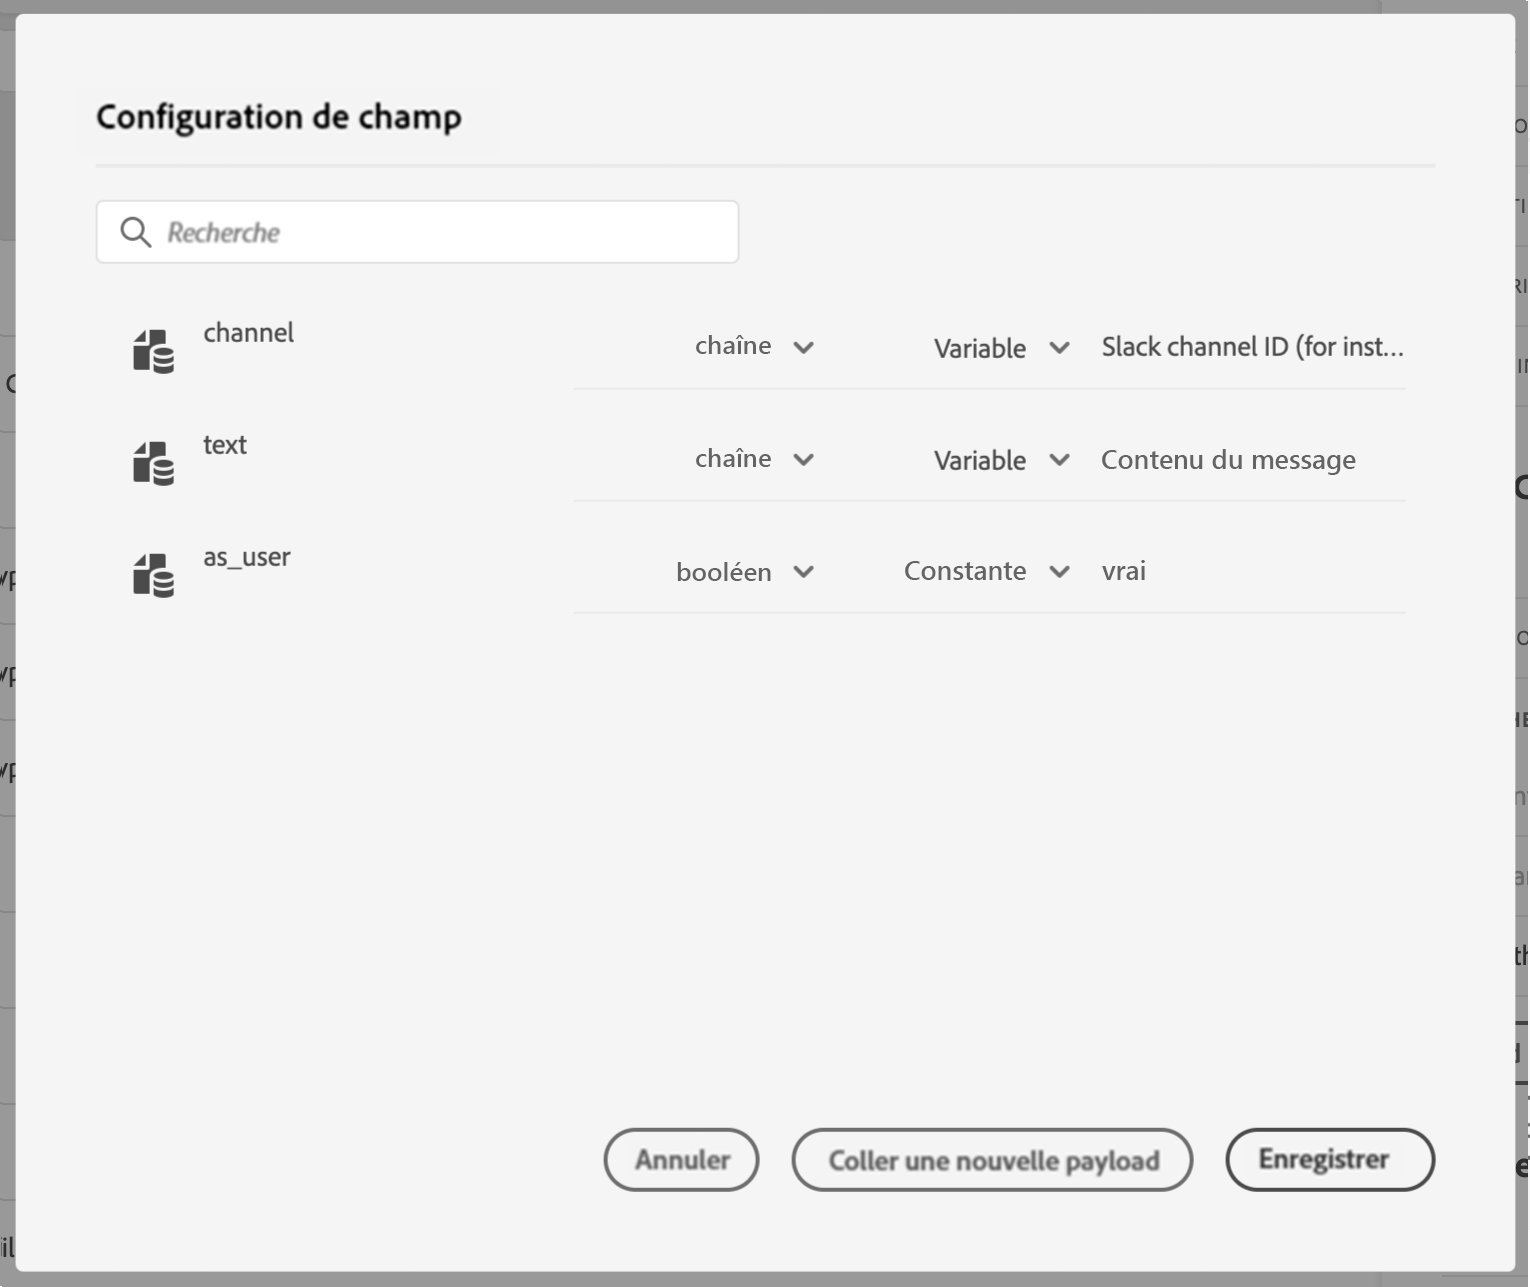 Configuration de champ
Recherche
channel chaîne Variable Slack channel ID (for inst...
text chaîne Variable Contenu du message
as_user booléen Constante vrai
Annuler Coller une nouvelle payload Enregistrer